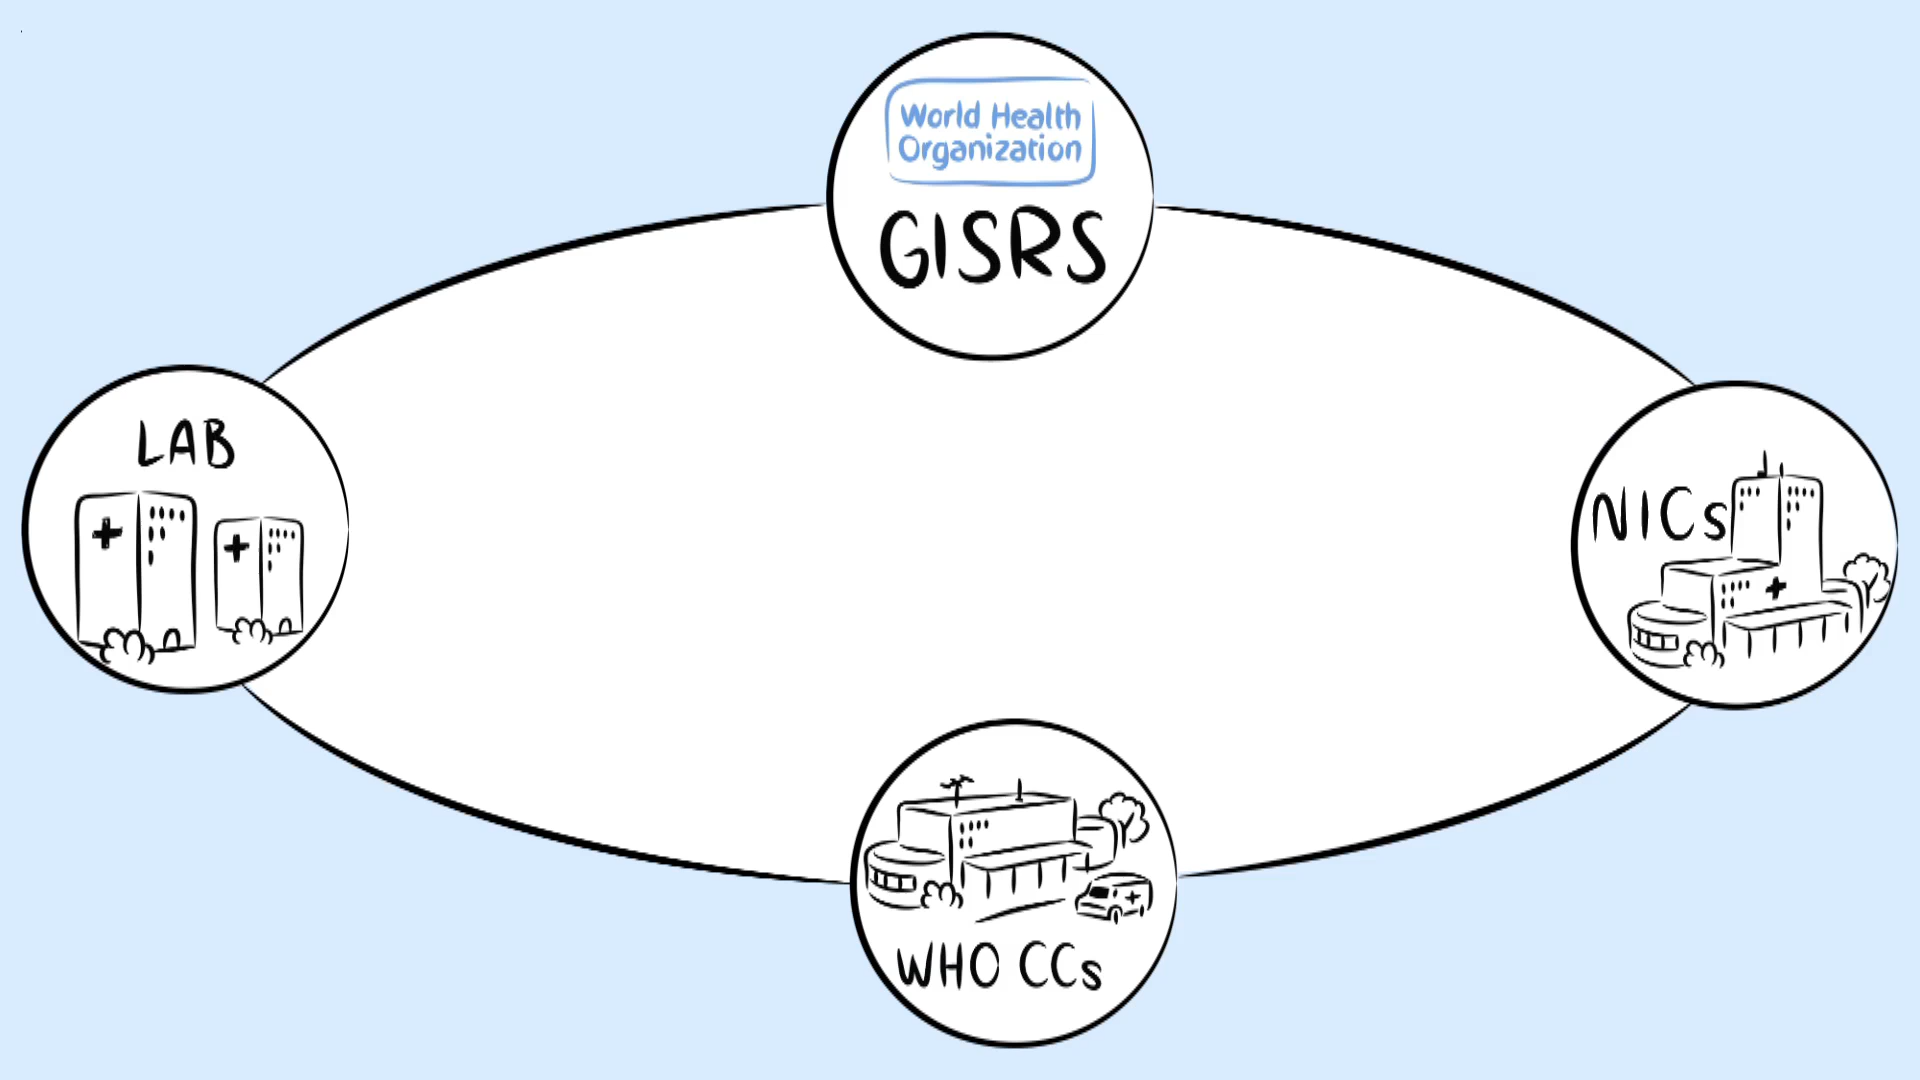 World Health
Organization
GISRS
LAB
NICs
WHO CCs